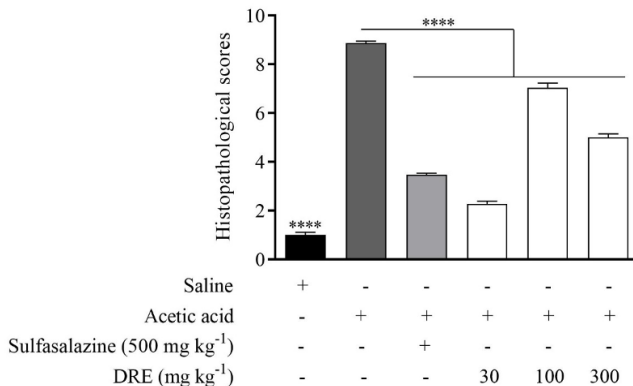 ****
10
8
6
4
2
0
Histopathological scores
****
Saline + - - - - -
Acetic acid - + + + + +
Sulfasalazine (500 mg kg⁻¹) - - + - - -
DRE (mg kg⁻¹) - - - 30 100 300